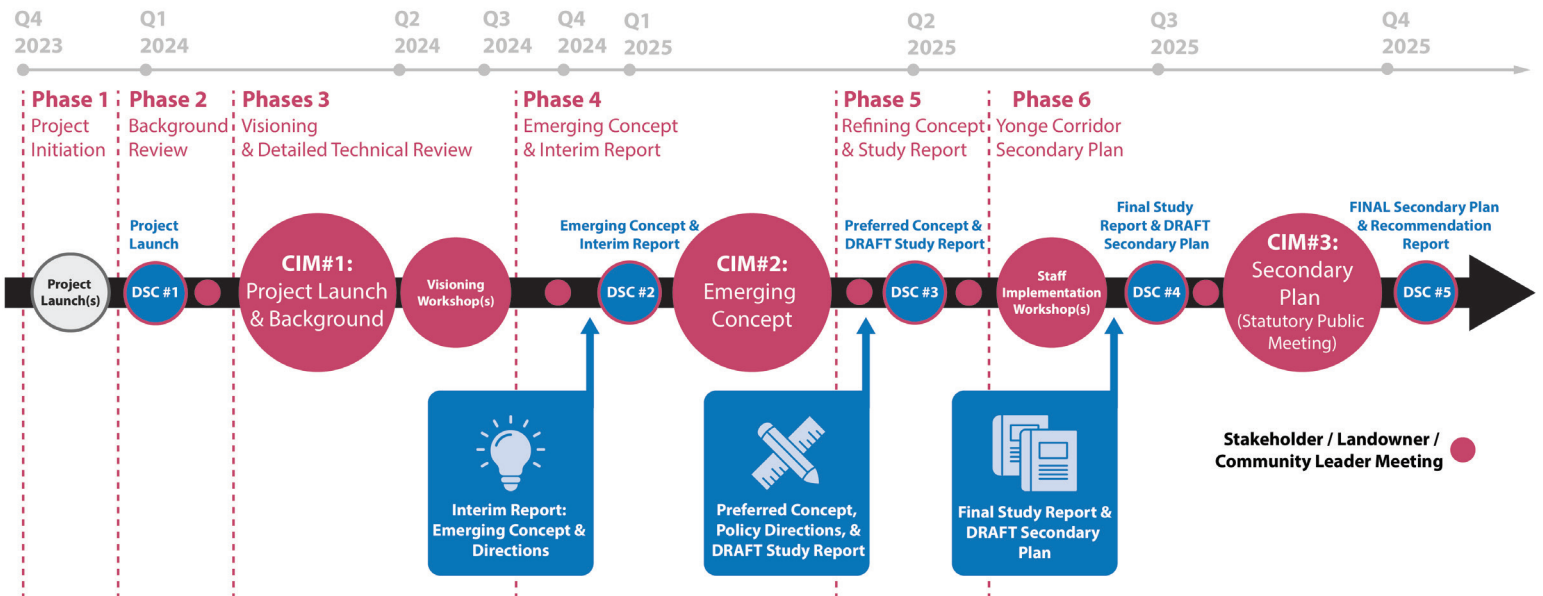 Q4
2023
Q1
2024
Q2
2024
Q3
2024
Q4
2024
Q1
2025
Q2
2025
Q3
2025
Q4
2025
Phase 1
Project
Initiation
Phase 2
Background
Review
Phases 3
Visioning
& Detailed Technical Review
Phase 4
Emerging Concept
& Interim Report
Phase 5
Refining Concept
& Study Report
Phase 6
Yonge Corridor
Secondary Plan
Project
Launch(s)
Project
Launch
DSC #1
CIM#1:
Project Launch
& Background
Visioning
Workshop(s)
Emerging Concept &
Interim Report
DSC #2
CIM#2:
Emerging
Concept
Preferred Concept &
DRAFT Study Report
DSC #3
Staff
Implementation
Workshop(s)
Final Study
Report & DRAFT
Secondary Plan
DSC #4
CIM#3:
Secondary
Plan
(Statutory Public
Meeting)
FINAL Secondary Plan
& Recommendation
Report
DSC #5
Interim Report:
Emerging Concept &
Directions
Preferred Concept,
Policy Directions, &
DRAFT Study Report
Final Study Report &
DRAFT Secondary
Plan
Stakeholder / Landowner /
Community Leader Meeting